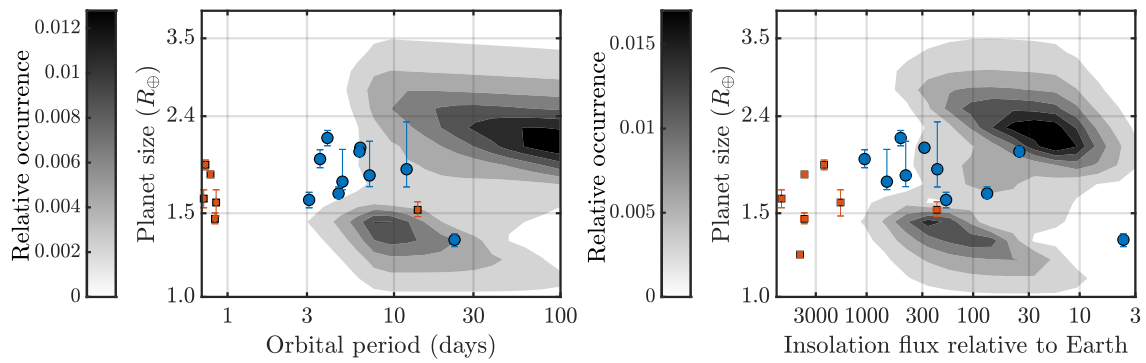 Relative occurrence
0.012
0.01
0.008
0.006
0.004
0.002
0
Planet size (R⊕)
3.5
2.4
1.5
1.0
1 3 10 30 100
Orbital period (days)
Relative occurrence
0.015
0.01
0.005
0
Planet size (R⊕)
3.5
2.4
1.5
1.0
3000 1000 300 100 30 10 3
Insolation flux relative to Earth